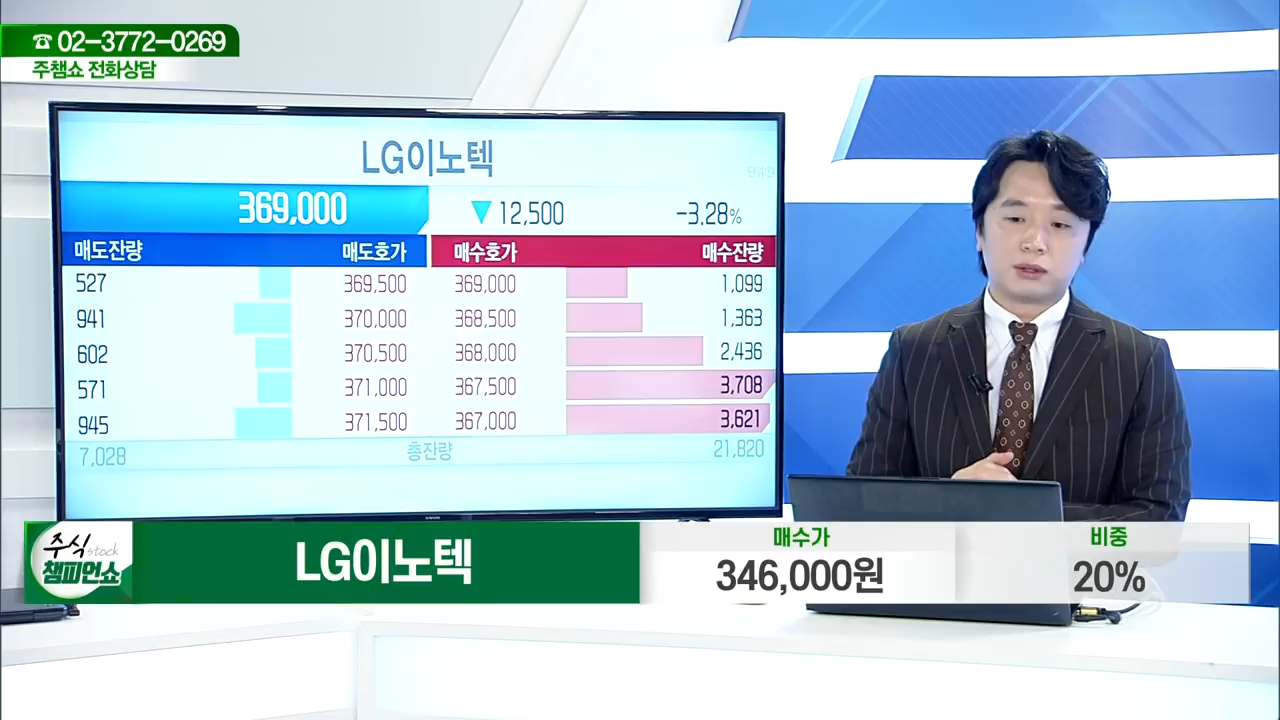 ☎ 02-3772-0269
주챔쇼 전화상담
LG이노텍
단위:원
369,000 ▼ 12,500 -3.28%
매도잔량 매도호가 매수호가 매수잔량
527 369,500 369,000 1,099
941 370,000 368,500 1,363
602 370,500 368,000 2,436
571 371,000 367,500 3,708
945 371,500 367,000 3,621
7,028 총잔량 21,820
주식 stock
챔피언쇼
LG이노텍
매수가 비중
346,000원 20%